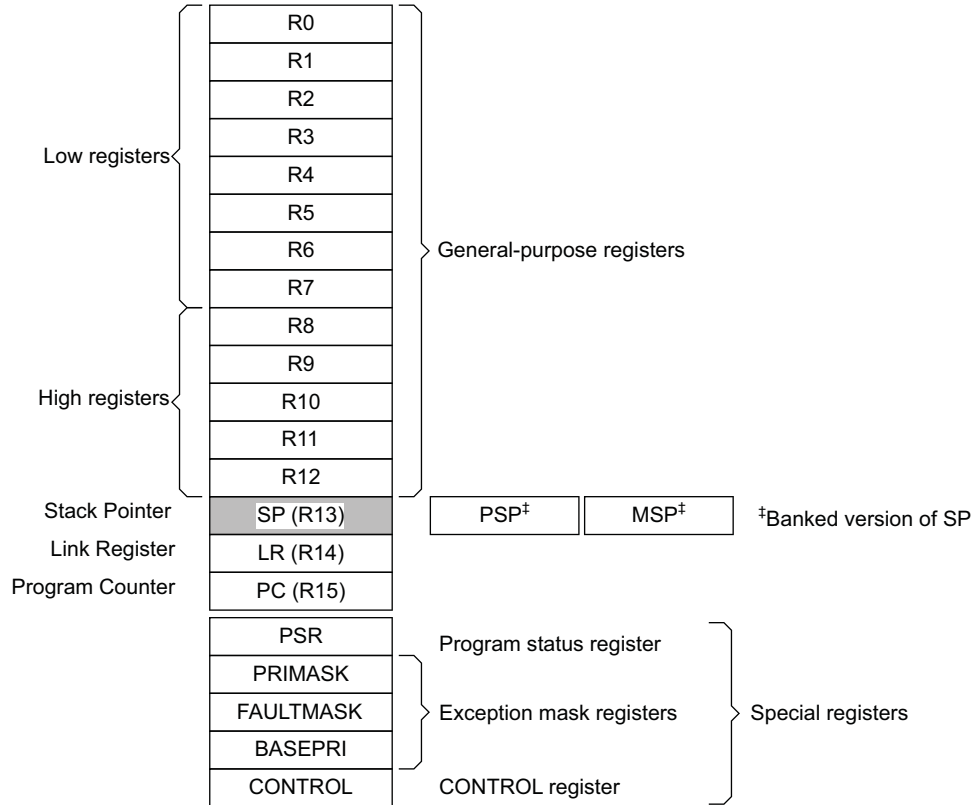 R0
R1
R2
R3
Low registers
R4
R5
R6
General-purpose registers
R7
R8
R9
High registers
R10
R11
R12
Stack Pointer
SP (R13)
PSP‡
MSP‡
‡Banked version of SP
Link Register
LR (R14)
Program Counter
PC (R15)
PSR
Program status register
PRIMASK
FAULTMASK
Exception mask registers
Special registers
BASEPRI
CONTROL
CONTROL register